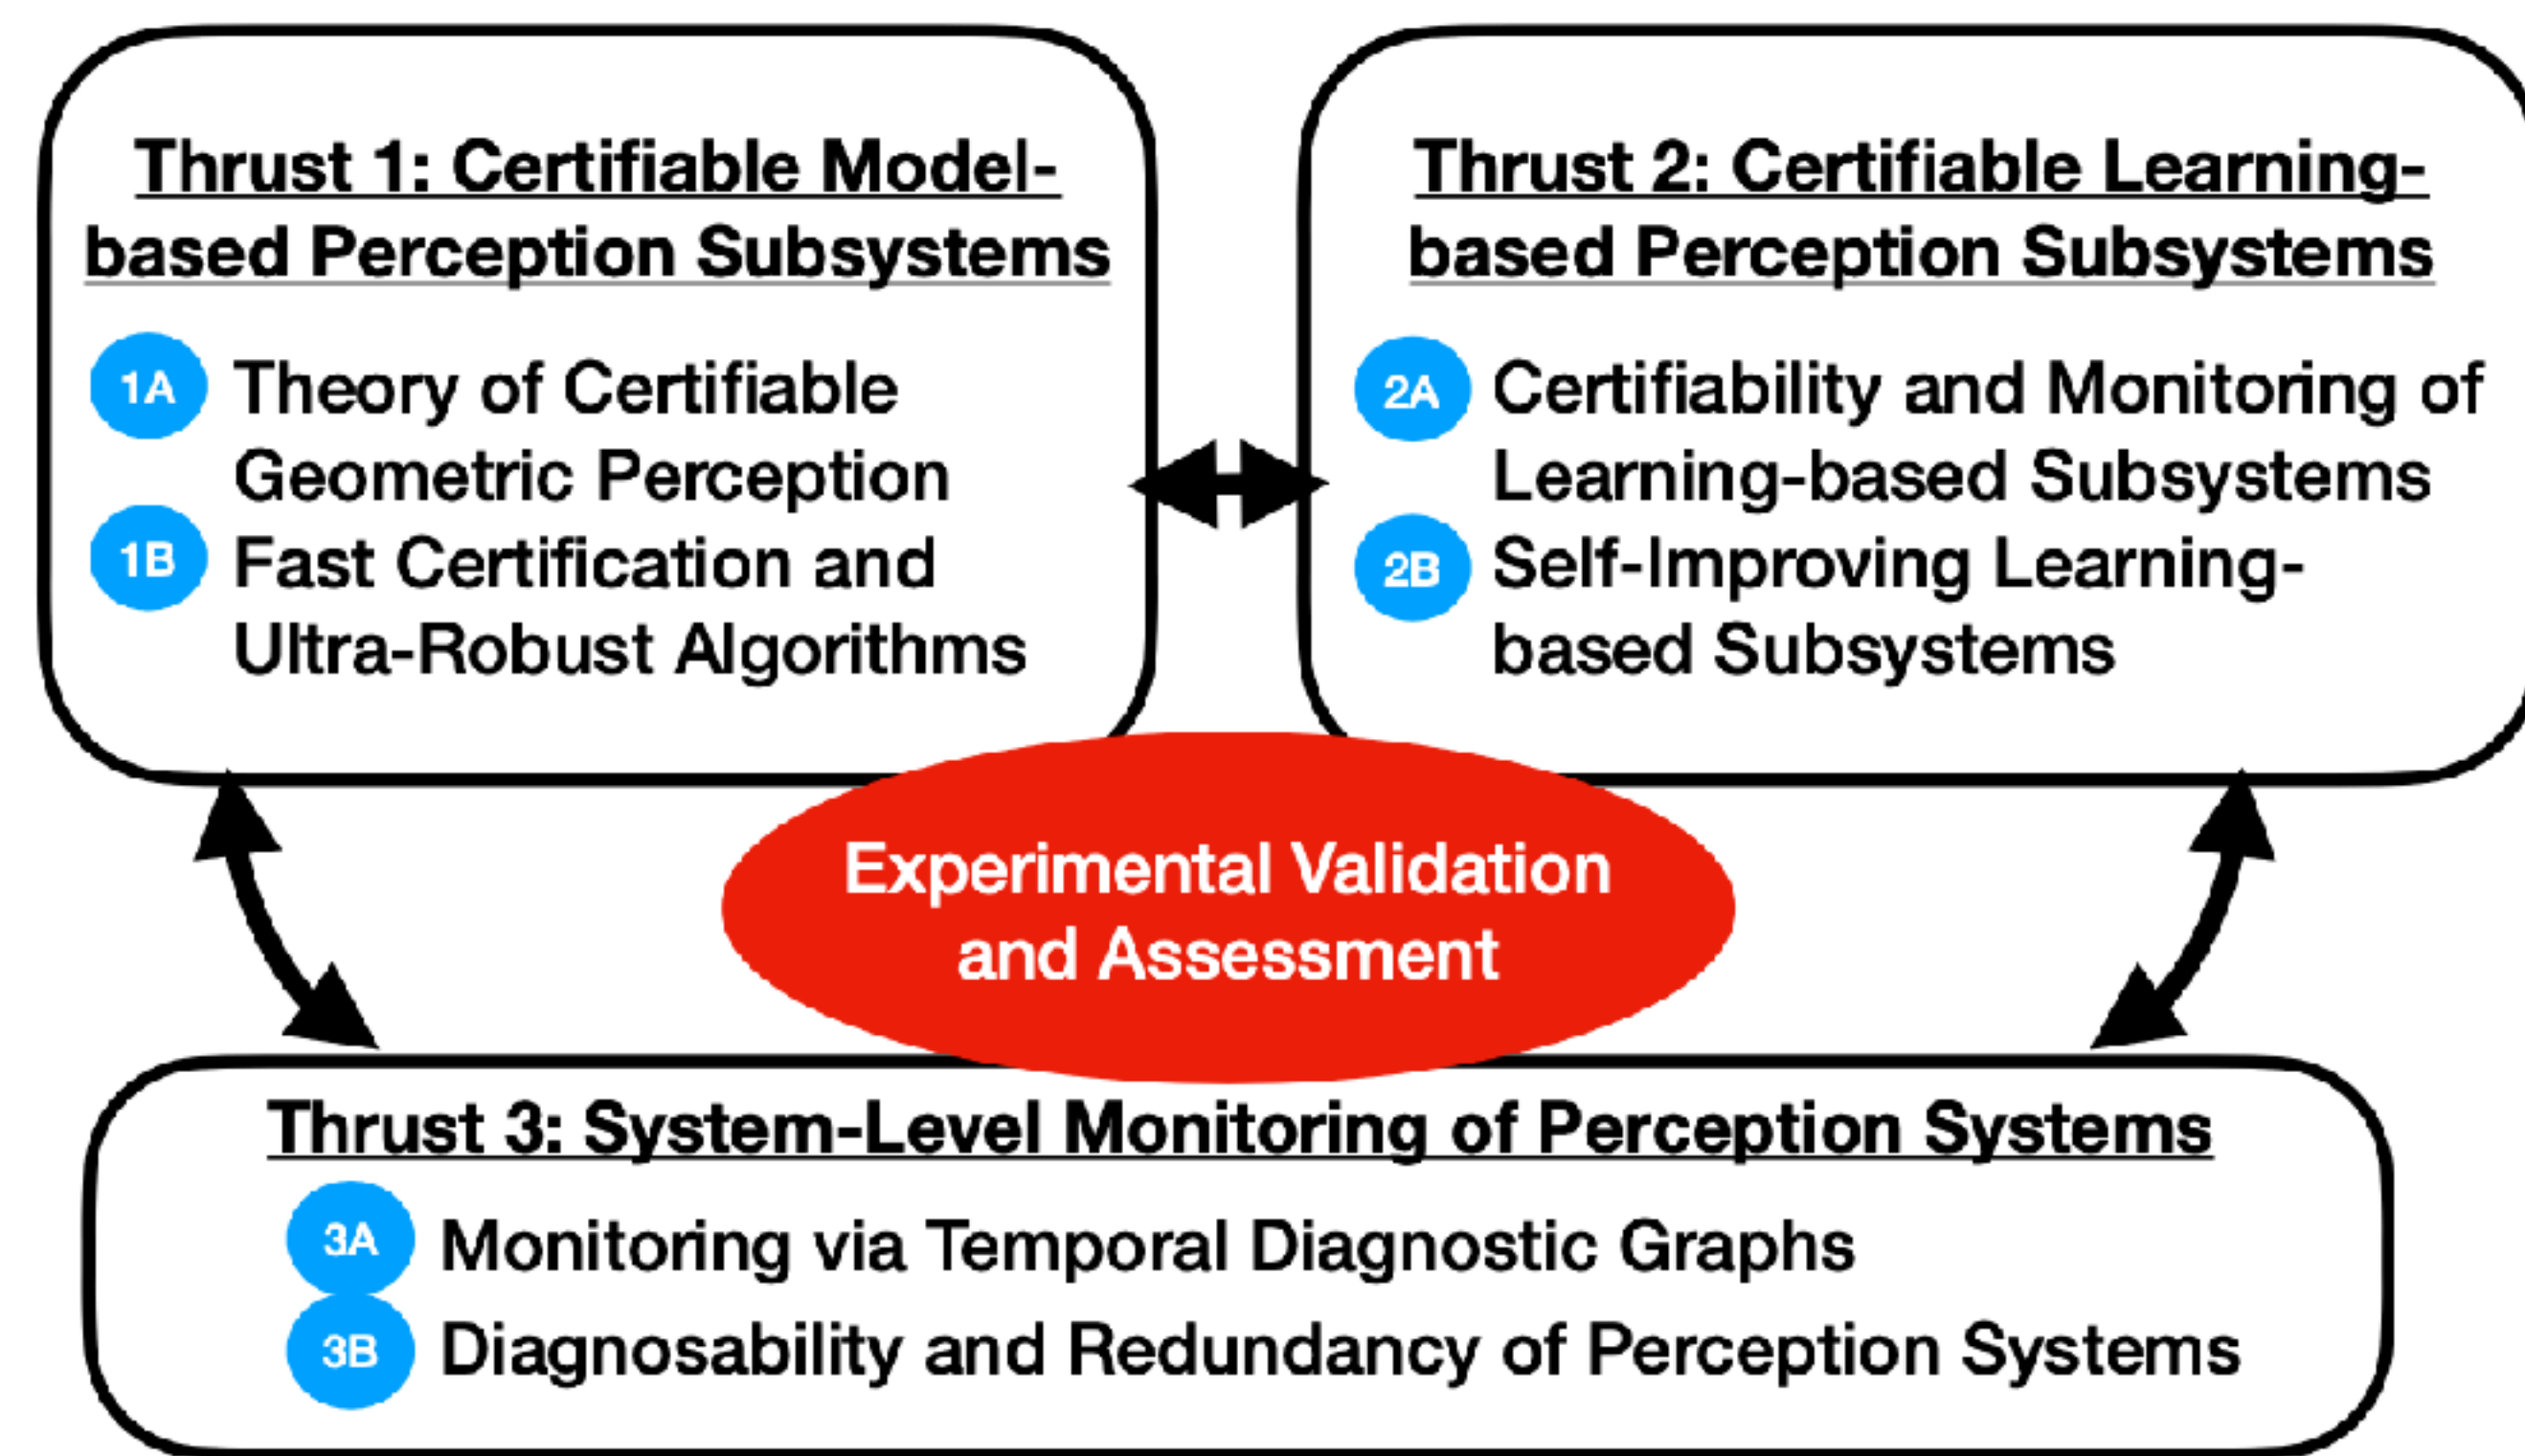 Thrust 1: Certifiable Model-
based Perception Subsystems
1A Theory of Certifiable
Geometric Perception
1B Fast Certification and
Ultra-Robust Algorithms
Thrust 2: Certifiable Learning-
based Perception Subsystems
2A Certifiability and Monitoring of
Learning-based Subsystems
2B Self-Improving Learning-
based Subsystems
Experimental Validation
and Assessment
Thrust 3: System-Level Monitoring of Perception Systems
3A Monitoring via Temporal Diagnostic Graphs
3B Diagnosability and Redundancy of Perception Systems